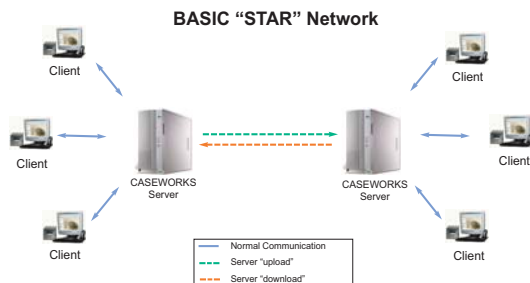 BASIC “STAR” Network
Client
Client
Client
Client
Client
Client
CASEWORKS
Server
CASEWORKS
Server
Normal Communication
Server “upload”
Server “download”